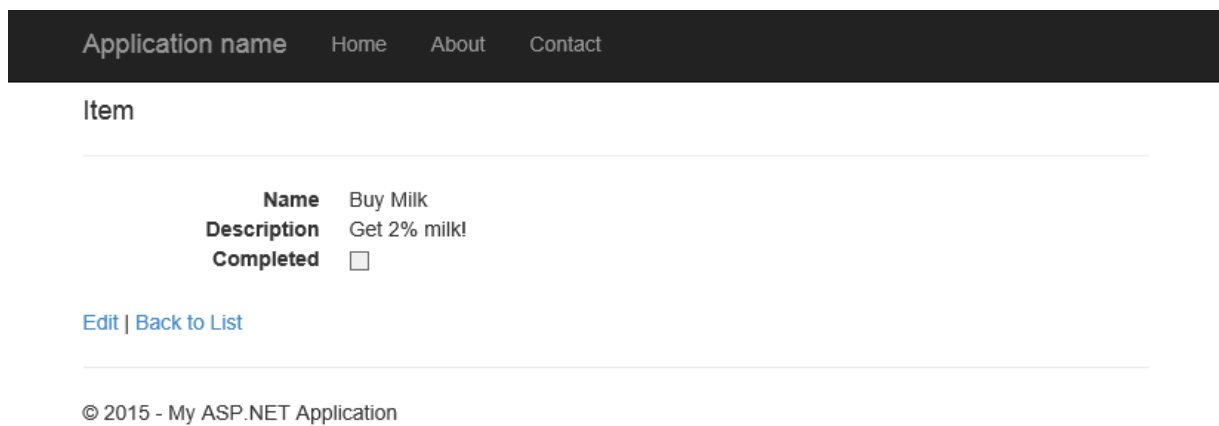 Application name Home About Contact
Item
Name Buy Milk
Description Get 2% milk!
Completed
Edit | Back to List
© 2015 - My ASP.NET Application